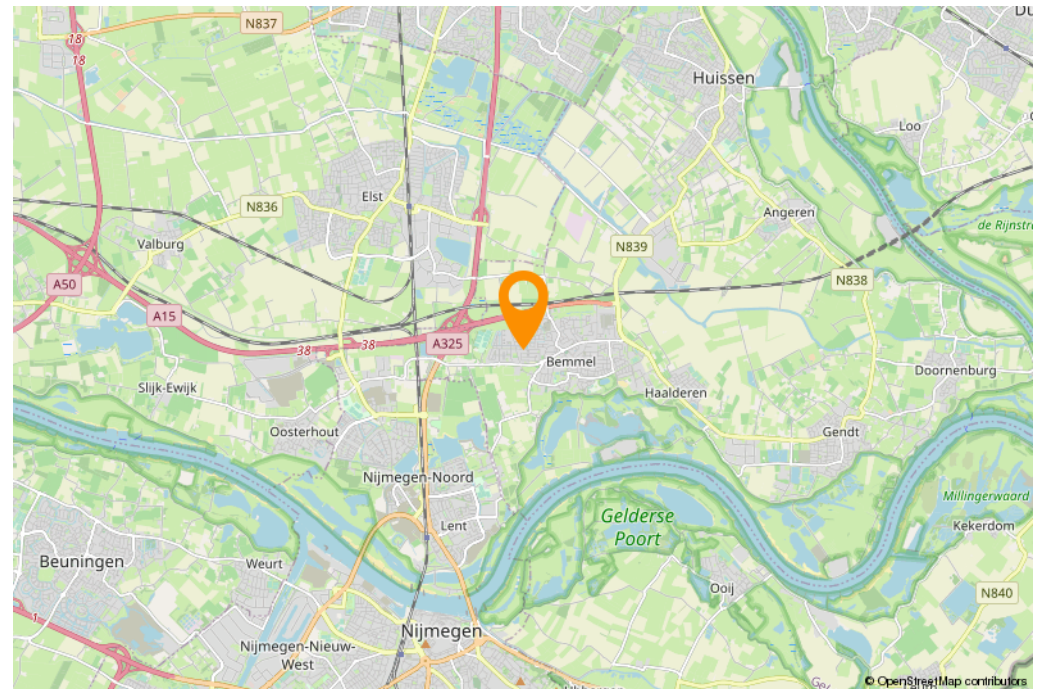 N837
18
18
Huissen
Loo
Elst
N836
Angeren
de Rijnstr
Valburg
N839
A50
N838
A15
A325
38
38
Bemmel
Doornenburg
Slijk-Ewijk
Haalderen
Oosterhout
Gendt
Nijmegen-Noord
Millingerwaard
Gelderse
Poort
Lent
Kekerdom
Beuningen
Weurt
Ooij
N840
1
Nijmegen
Nijmegen-Nieuw-
West
© OpenStreetMap contributors